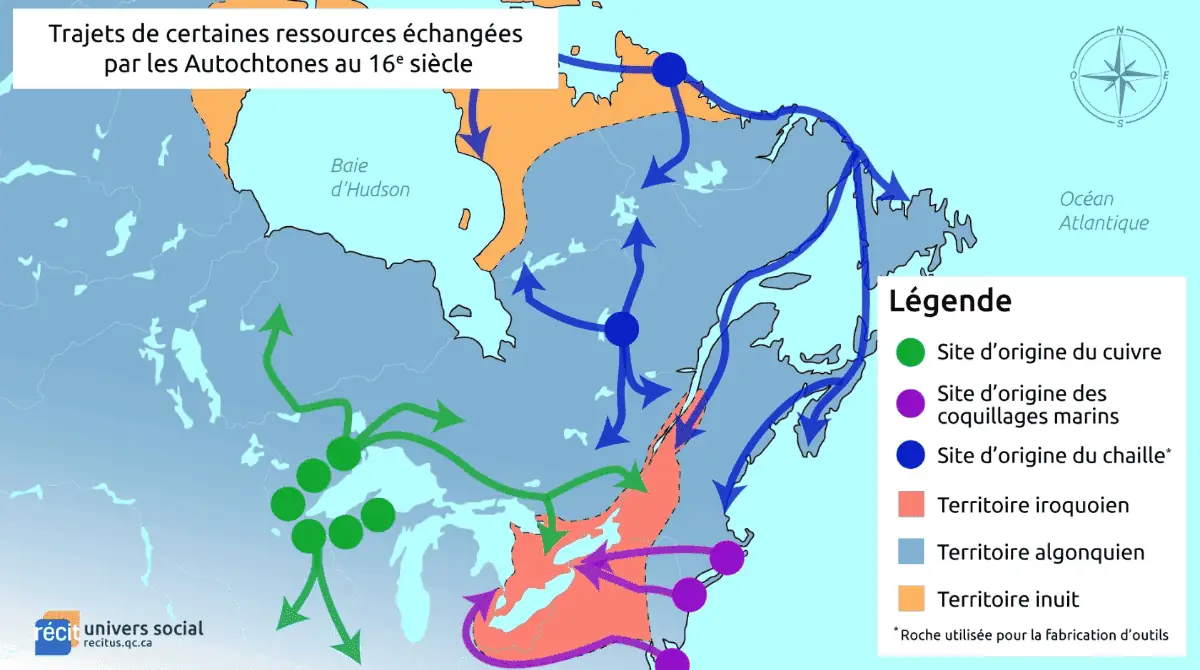 Trajets de certaines ressources échangées
par les Autochtones au 16e siècle
N
O
E
S
Baie
d'Hudson
Océan
Atlantique
Légende
Site d'origine du cuivre
Site d'origine des
coquillages marins
Site d'origine du chaille*
Territoire iroquoien
Territoire algonquien
Territoire inuit
*Roche utilisée pour la fabrication d'outils
récit
univers social
recitus.qc.ca